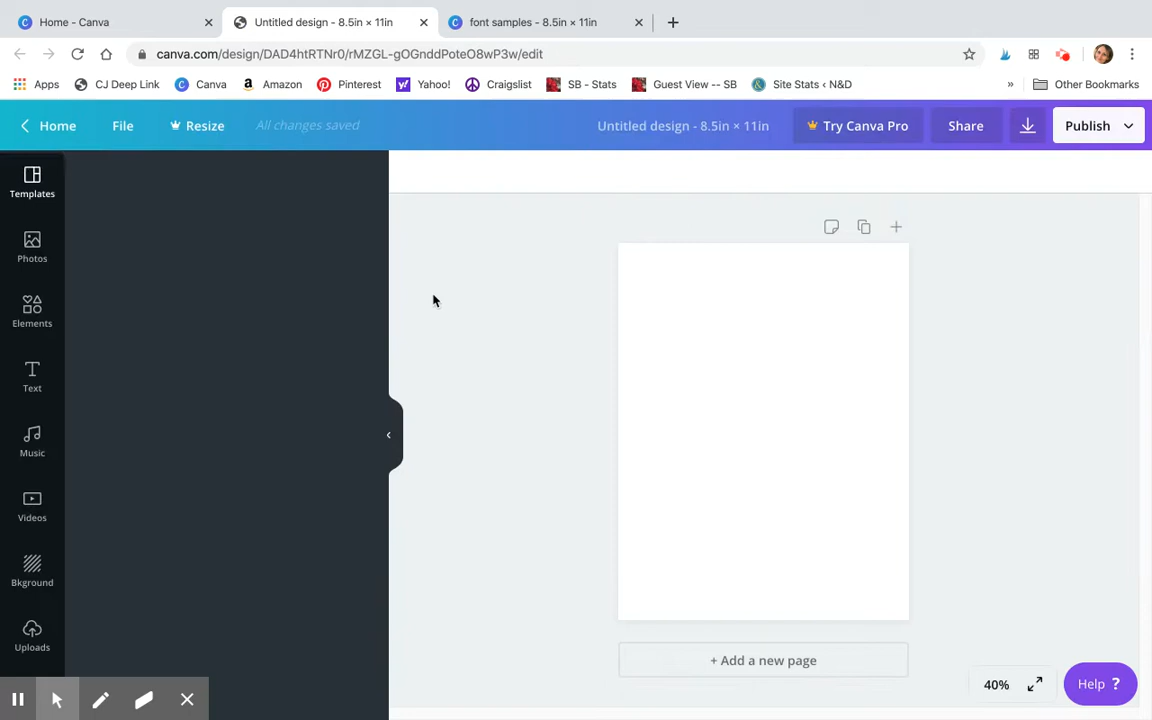 Home - Canva
Untitled design - 8.5in × 11in
font samples - 8.5in × 11in
canva.com/design/DAD4htRTNr0/rMZGL-gOGnddPoteO8wP3w/edit
Apps
CJ Deep Link
Canva
Amazon
Pinterest
Yahoo!
Craigslist
SB - Stats
Guest View -- SB
Site Stats ‹ N&D
»
Other Bookmarks
Home
File
Resize
All changes saved
Untitled design - 8.5in × 11in
Try Canva Pro
Share
Publish
Templates
Photos
Elements
Text
Music
Videos
Bkground
Uploads
+ Add a new page
40%
Help ?